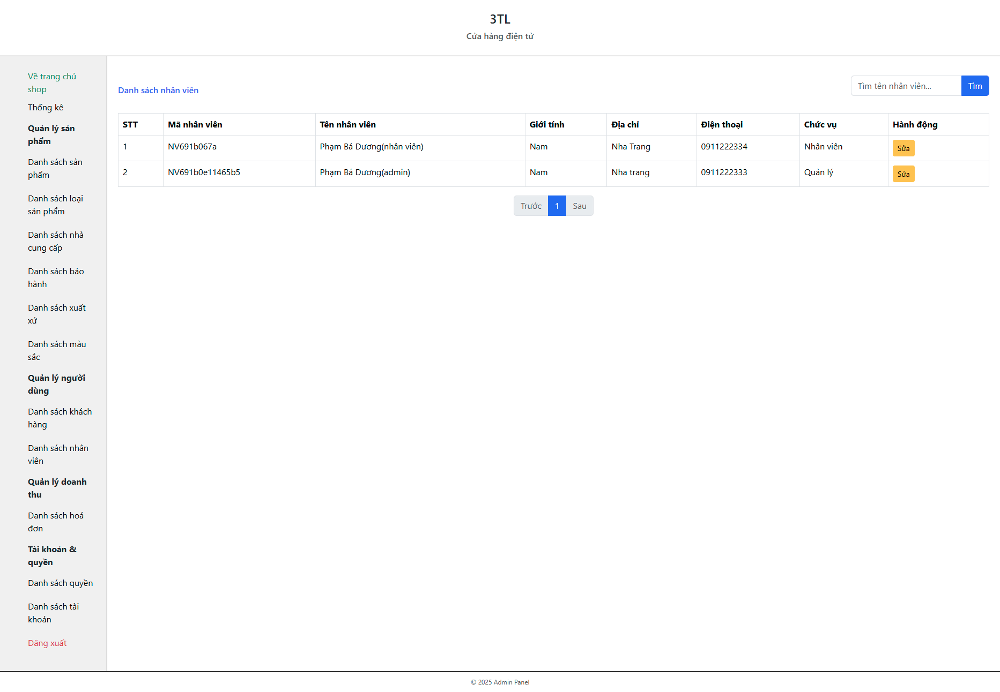 3TL
Cửa hàng điện tử
Về trang chủ
shop
Thống kê
Quản lý sản
phẩm
Danh sách sản
phẩm
Danh sách loại
sản phẩm
Danh sách nhà
cung cấp
Danh sách bảo
hành
Danh sách xuất
xứ
Danh sách màu
sắc
Quản lý người
dùng
Danh sách khách
hàng
Danh sách nhân
viên
Quản lý doanh
thu
Danh sách hoá
đơn
Tài khoản &
quyền
Danh sách quyền
Danh sách tài
khoản
Đăng xuất
Danh sách nhân viên
Tìm tên nhân viên... Tìm
STT Mã nhân viên Tên nhân viên Giới tính Địa chỉ Điện thoại Chức vụ Hành động
1 NV691b067a Phạm Bá Dương(nhân viên) Nam Nha Trang 0911222334 Nhân viên Sửa
2 NV691b0e11465b5 Phạm Bá Dương(admin) Nam Nha trang 0911222333 Quản lý Sửa
Trước 1 Sau
© 2025 Admin Panel